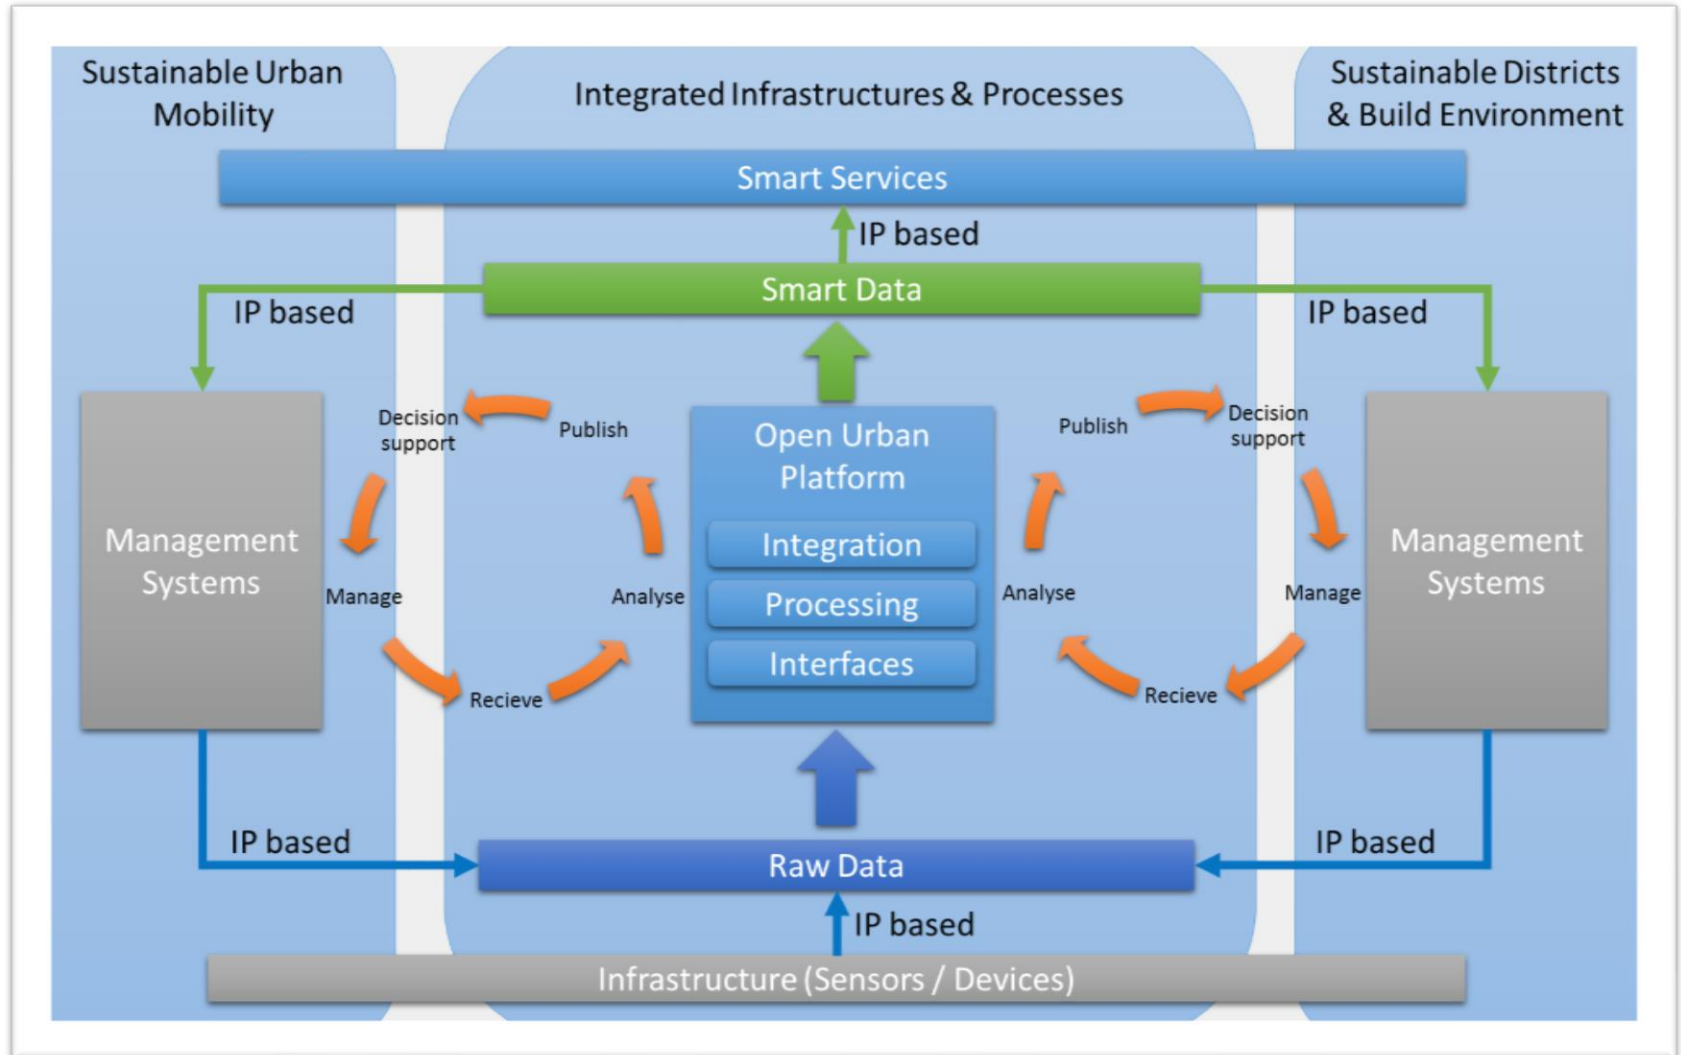 Sustainable Urban
Mobility
Integrated Infrastructures & Processes
Sustainable Districts
& Build Environment
Smart Services
IP based
Smart Data
IP based
IP based
Decision
support
Publish
Open Urban
Platform
Publish
Decision
support
Management
Systems
Integration
Management
Systems
Manage
Analyse
Processing
Analyse
Manage
Interfaces
Recieve
Recieve
IP based
IP based
Raw Data
IP based
Infrastructure (Sensors / Devices)